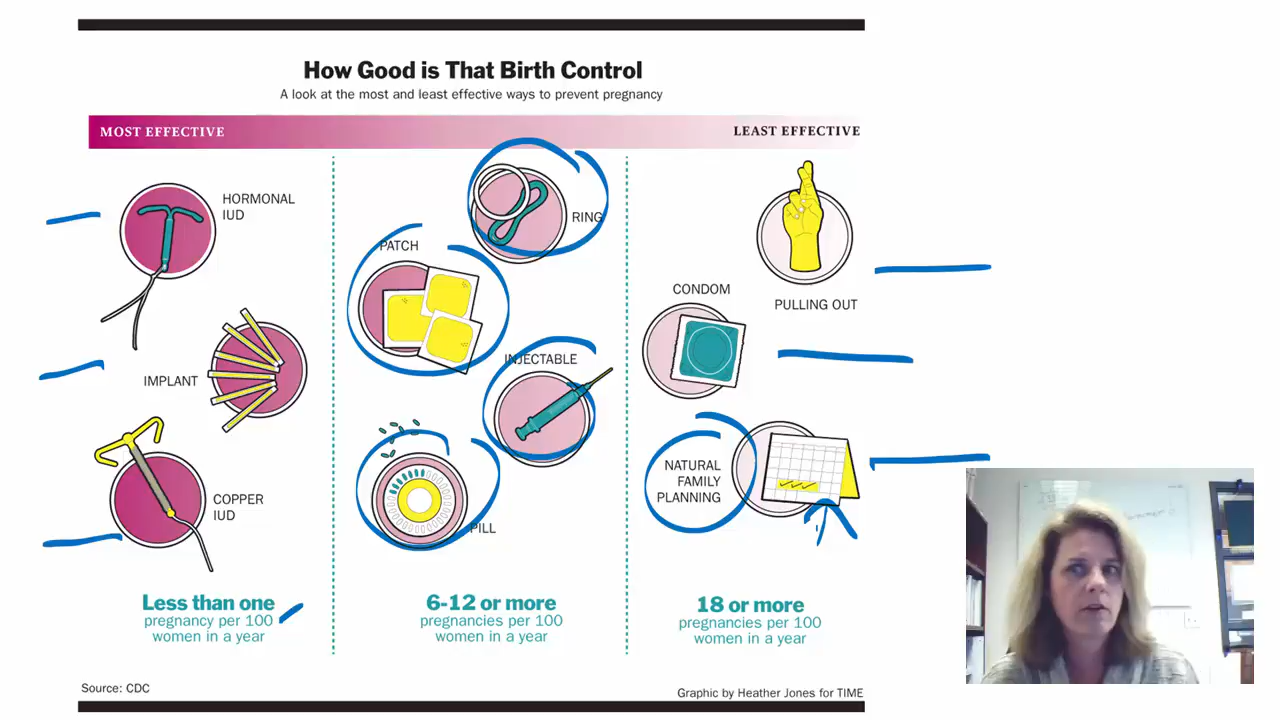 How Good is That Birth Control
A look at the most and least effective ways to prevent pregnancy
MOST EFFECTIVE
LEAST EFFECTIVE
HORMONAL
IUD
IMPLANT
COPPER
IUD
Less than one
pregnancy per 100
women in a year
RING
PATCH
INJECTABLE
PILL
6-12 or more
pregnancies per 100
women in a year
PULLING OUT
CONDOM
NATURAL
FAMILY
PLANNING
18 or more
pregnancies per 100
women in a year
Source: CDC
Graphic by Heather Jones for TIME